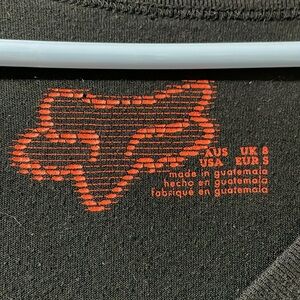 AUS UK 8
USA EUR S
made in guatemala
hecho en guatemala
fabriqué en guatemala